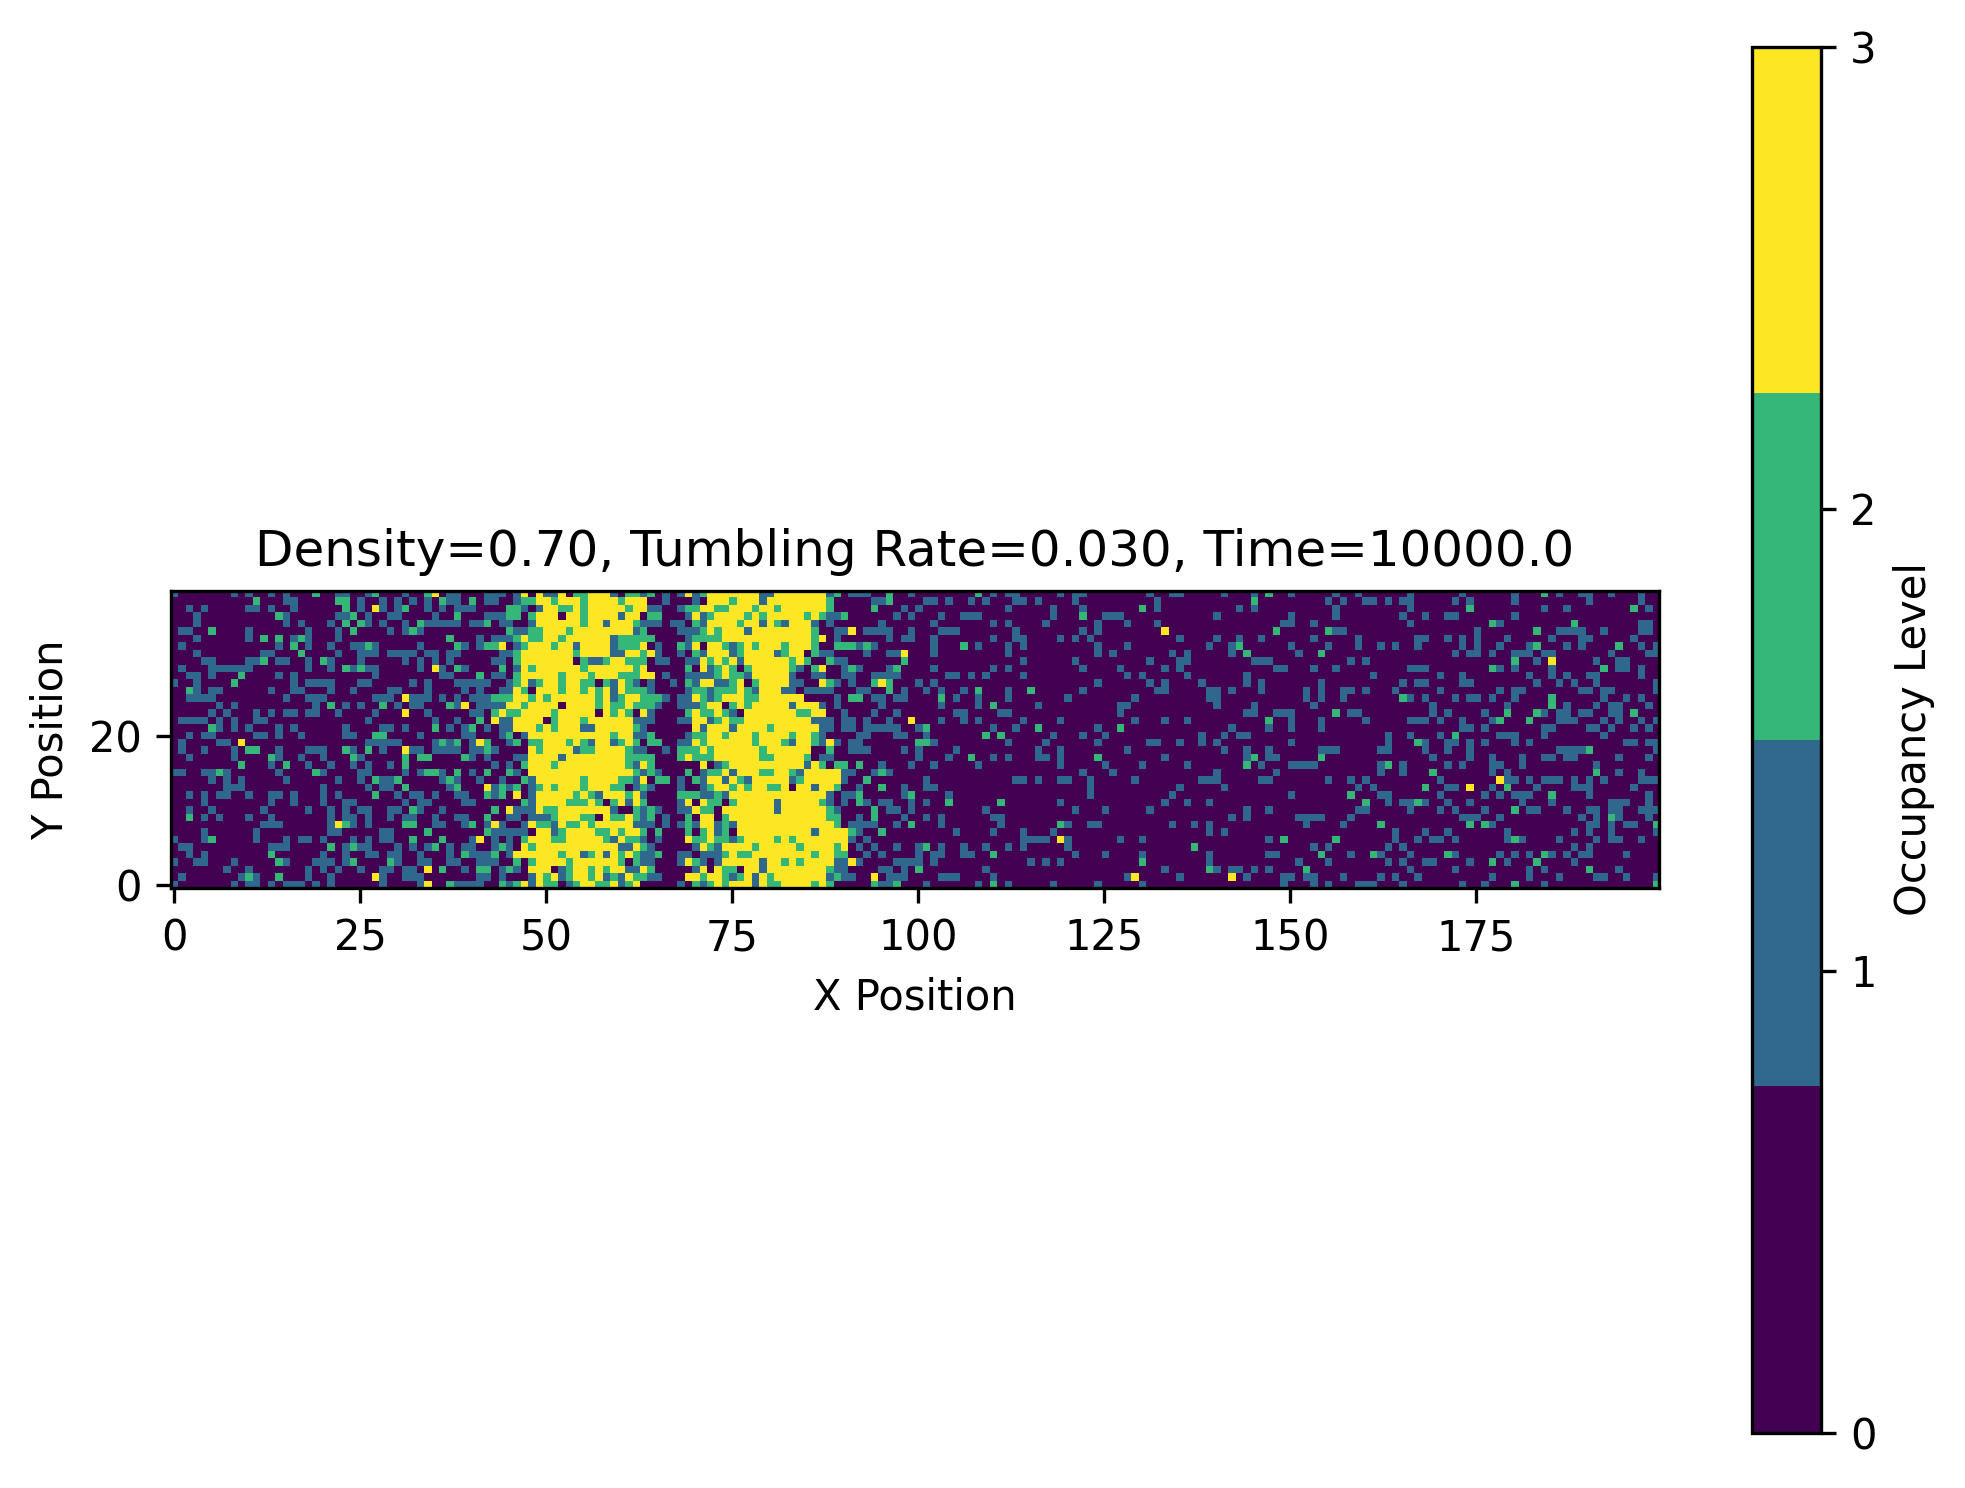 Density=0.70, Tumbling Rate=0.030, Time=10000.0
Y Position
20
0
0 25 50 75 100 125 150 175
X Position
3
2
1
0
Occupancy Level